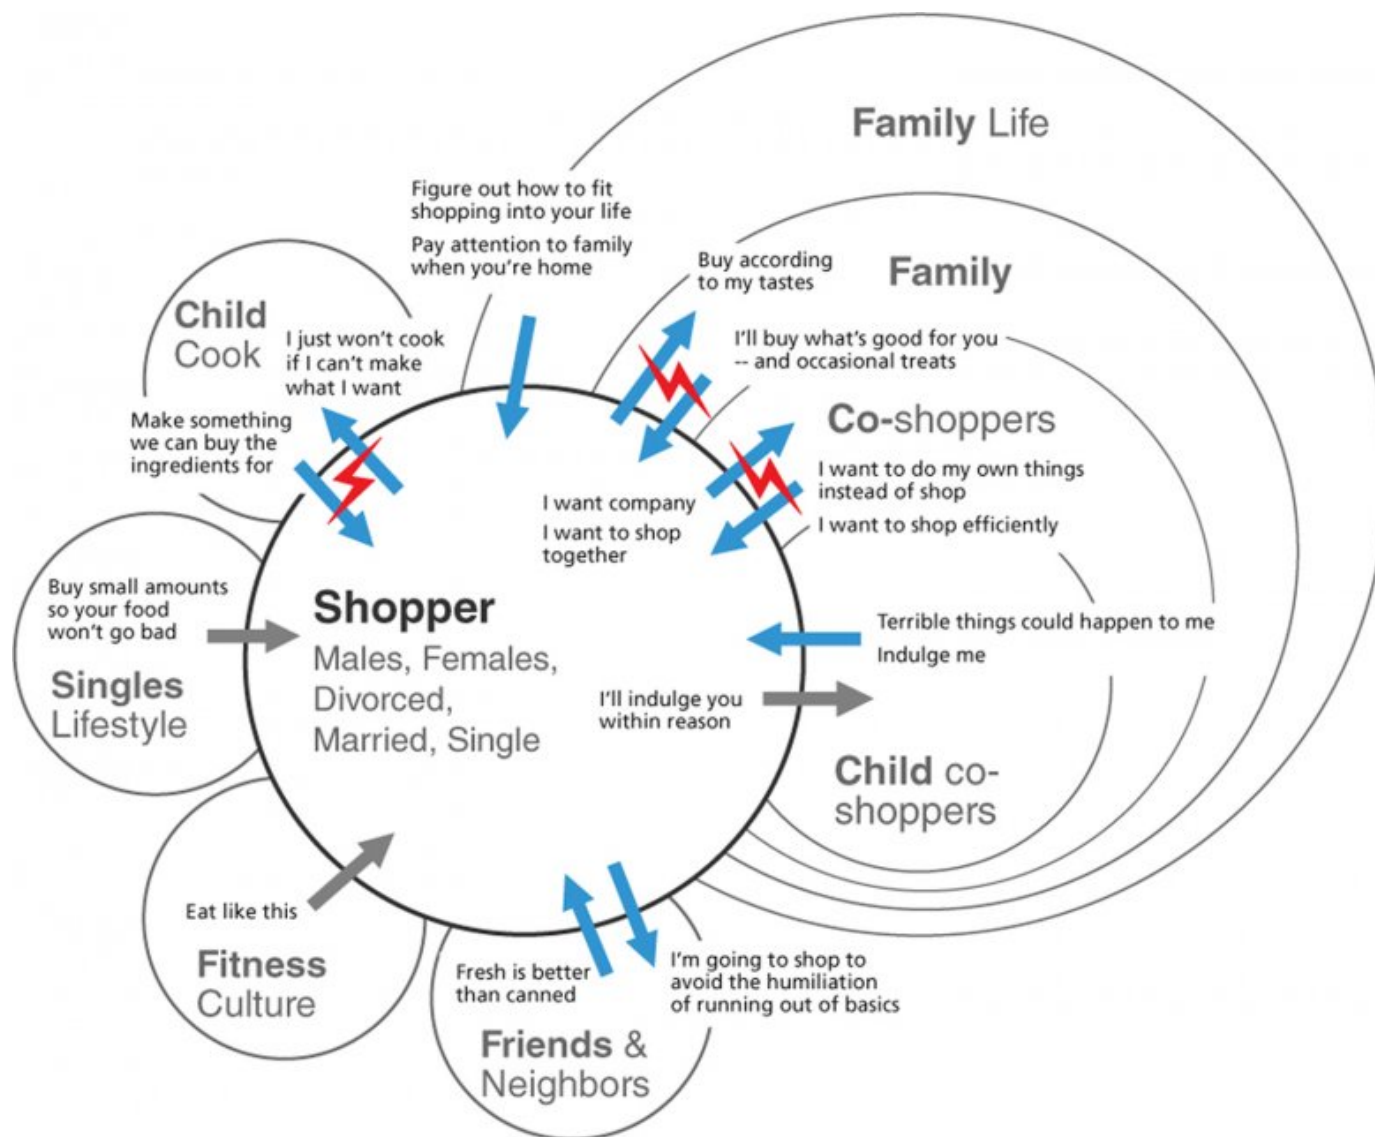 Family Life
Figure out how to fit
shopping into your life
Pay attention to family
when you're home
Buy according
to my tastes
Family
Child
Cook
I just won't cook
if I can't make
what I want
I'll buy what's good for you
-- and occasional treats
Make something
we can buy the
ingredients for
Co-shoppers
I want to do my own things
instead of shop
I want to shop efficiently
I want company
I want to shop
together
Buy small amounts
so your food
won't go bad
Singles
Lifestyle
Shopper
Males, Females,
Divorced,
Married, Single
Terrible things could happen to me
Indulge me
I'll indulge you
within reason
Child co-
shoppers
Eat like this
Fitness
Culture
Fresh is better
than canned
I'm going to shop to
avoid the humiliation
of running out of basics
Friends &
Neighbors